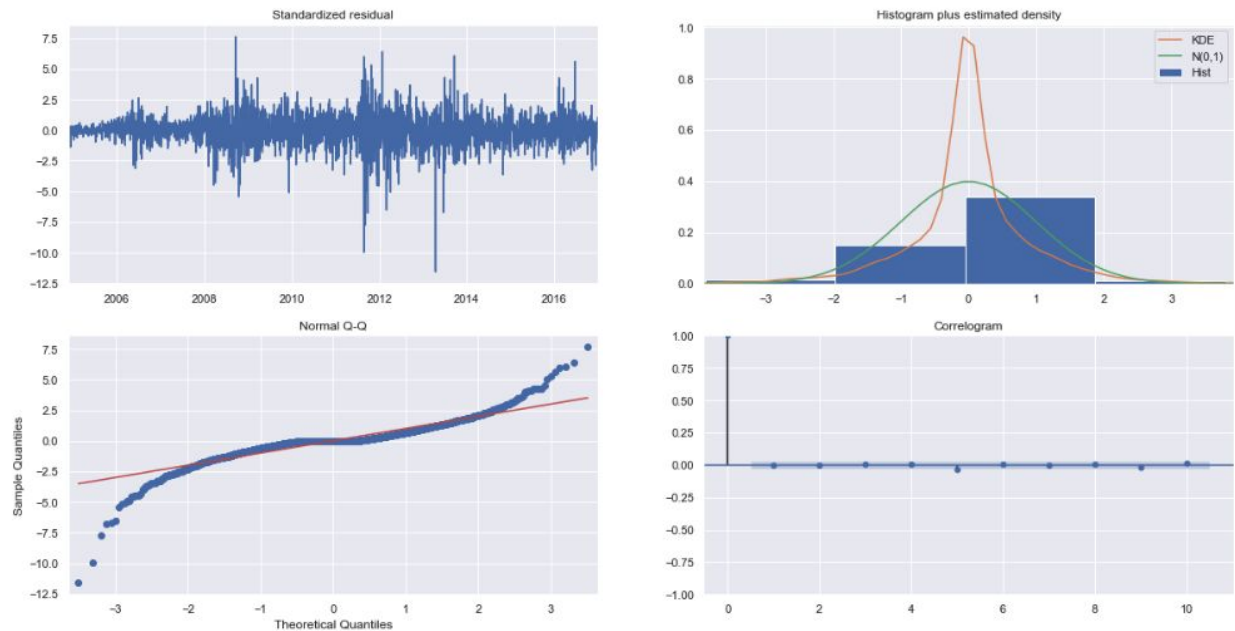 Standardized residual
7.5
5.0
2.5
0.0
−2.5
−5.0
−7.5
−10.0
−12.5
2006 2008 2010 2012 2014 2016
Histogram plus estimated density
1.0
0.8
0.6
0.4
0.2
0.0
KDE
N(0,1)
Hist
−3 −2 −1 0 1 2 3
Normal Q-Q
Sample Quantiles
7.5
5.0
2.5
0.0
−2.5
−5.0
−7.5
−10.0
−12.5
−3 −2 −1 0 1 2 3
Theoretical Quantiles
Correlogram
1.00
0.75
0.50
0.25
0.00
−0.25
−0.50
−0.75
−1.00
0 2 4 6 8 10